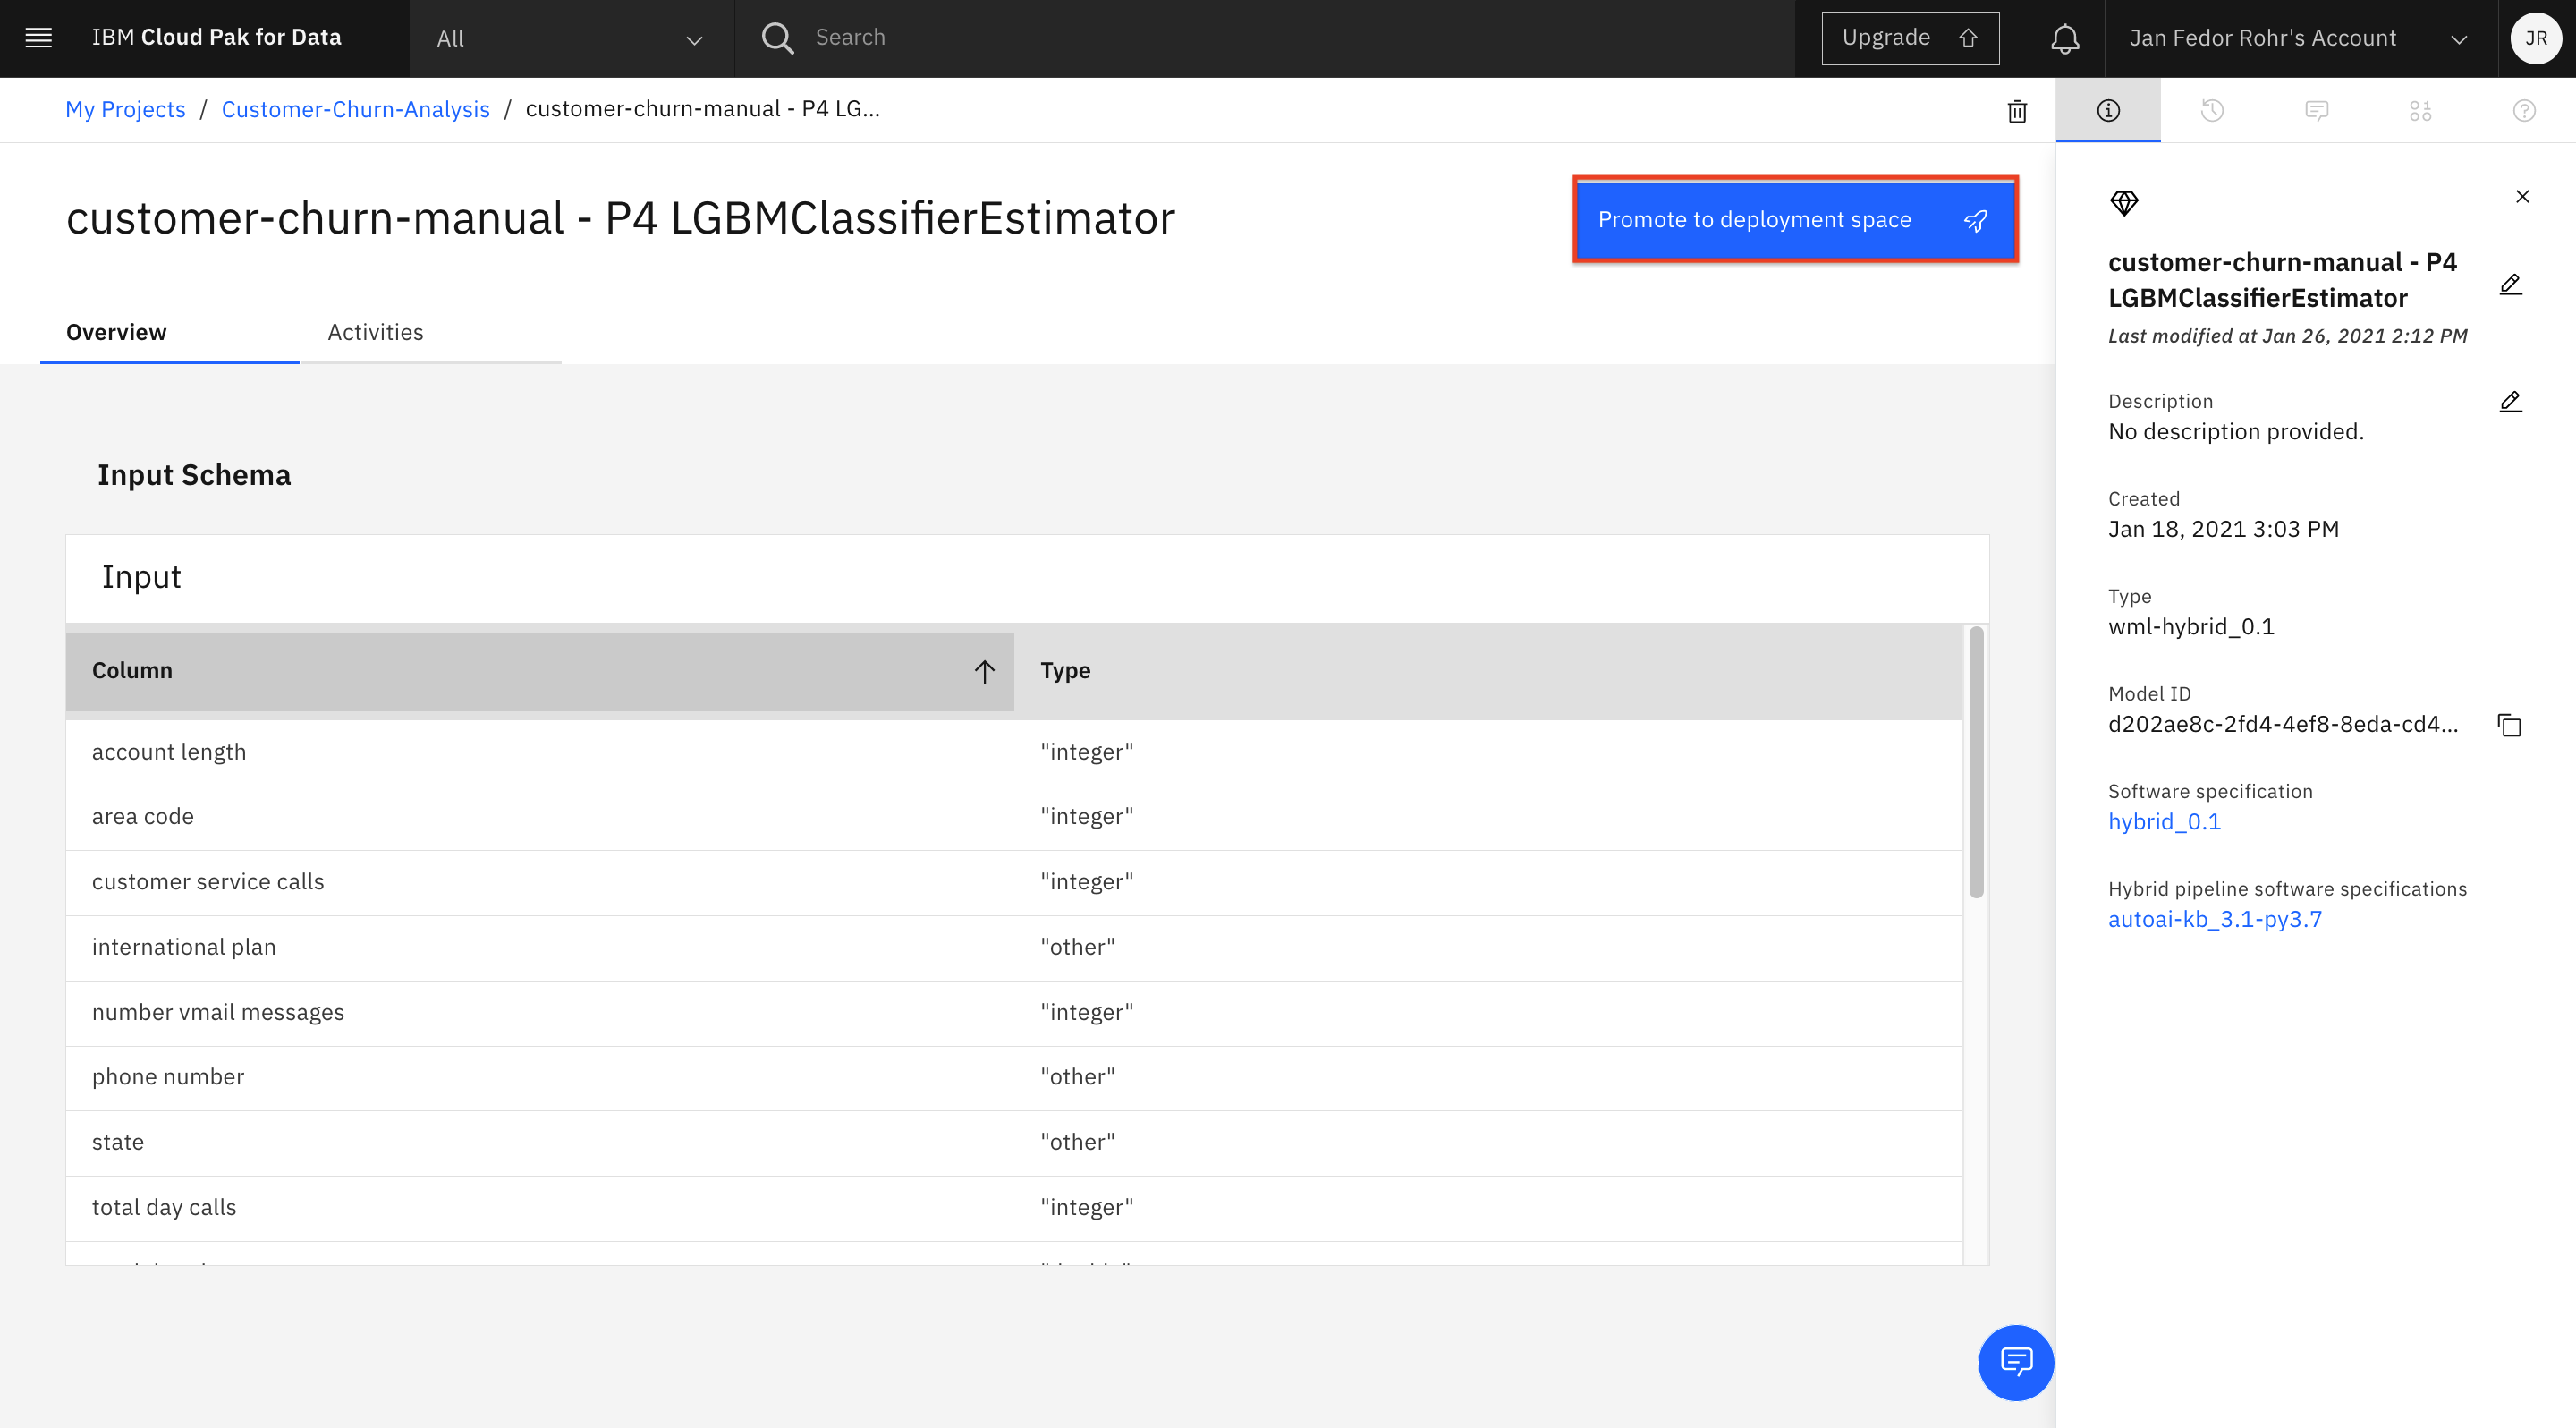 IBM Cloud Pak for Data
All
Search
Upgrade
Jan Fedor Rohr's Account
JR
My Projects / Customer-Churn-Analysis / customer-churn-manual - P4 LG...
customer-churn-manual - P4 LGBMClassifierEstimator
Promote to deployment space
Overview
Activities
Input Schema
Input
Column
Type
account length
"integer"
area code
"integer"
customer service calls
"integer"
international plan
"other"
number vmail messages
"integer"
phone number
"other"
state
"other"
total day calls
"integer"
customer-churn-manual - P4
LGBMClassifierEstimator
Last modified at Jan 26, 2021 2:12 PM
Description
No description provided.
Created
Jan 18, 2021 3:03 PM
Type
wml-hybrid_0.1
Model ID
d202ae8c-2fd4-4ef8-8eda-cd4...
Software specification
hybrid_0.1
Hybrid pipeline software specifications
autoai-kb_3.1-py3.7